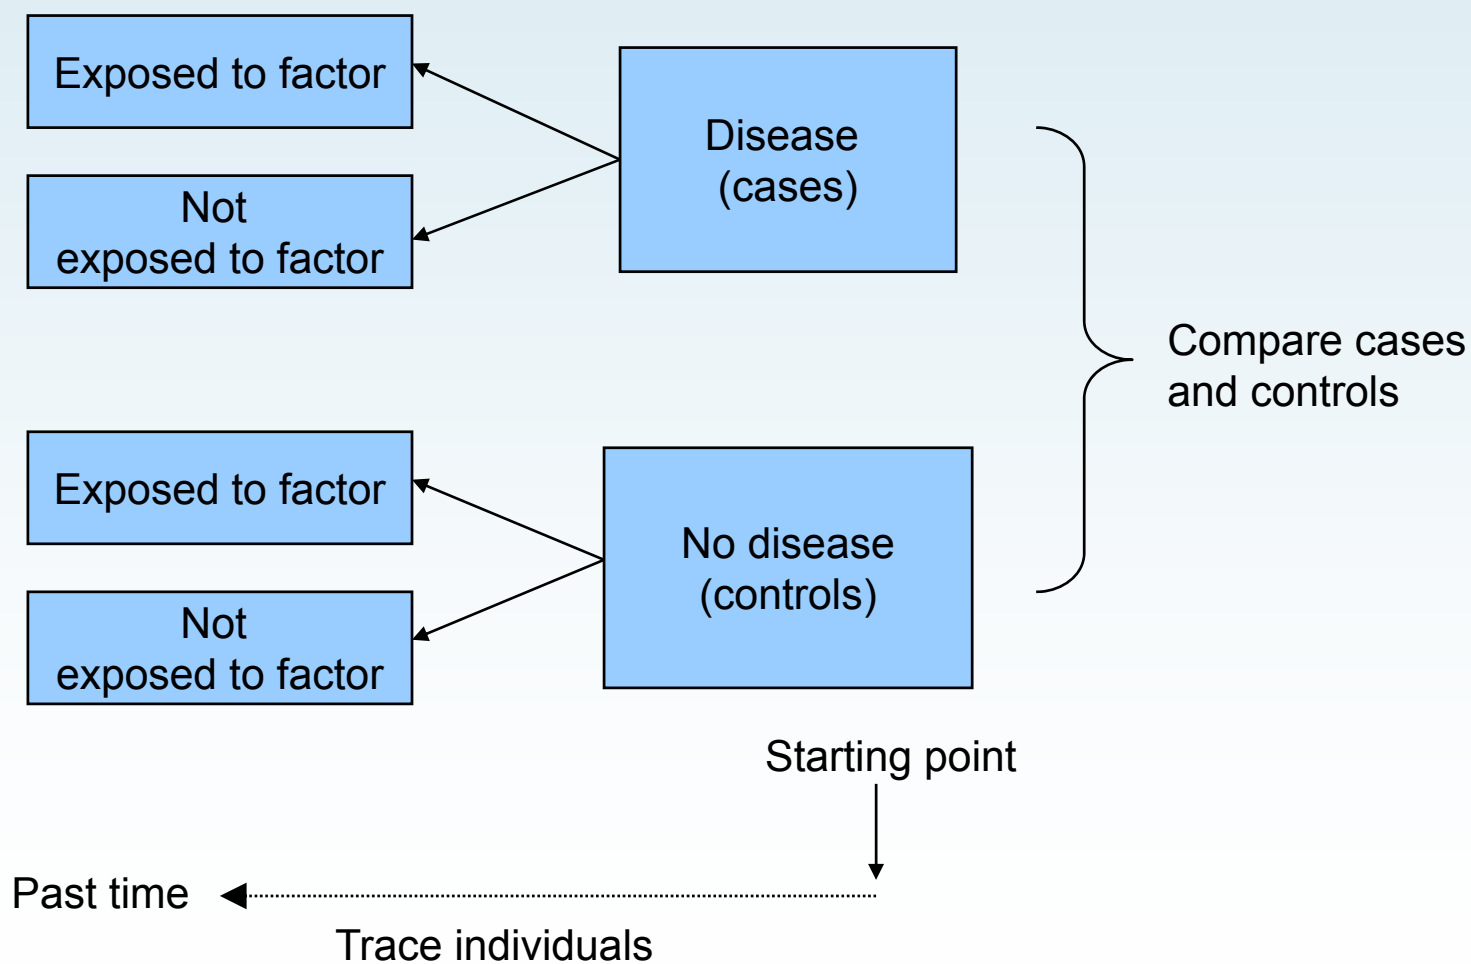 Exposed to factor
Not
exposed to factor
Disease
(cases)
Compare cases
and controls
Exposed to factor
Not
exposed to factor
No disease
(controls)
Starting point
Past time
Trace individuals